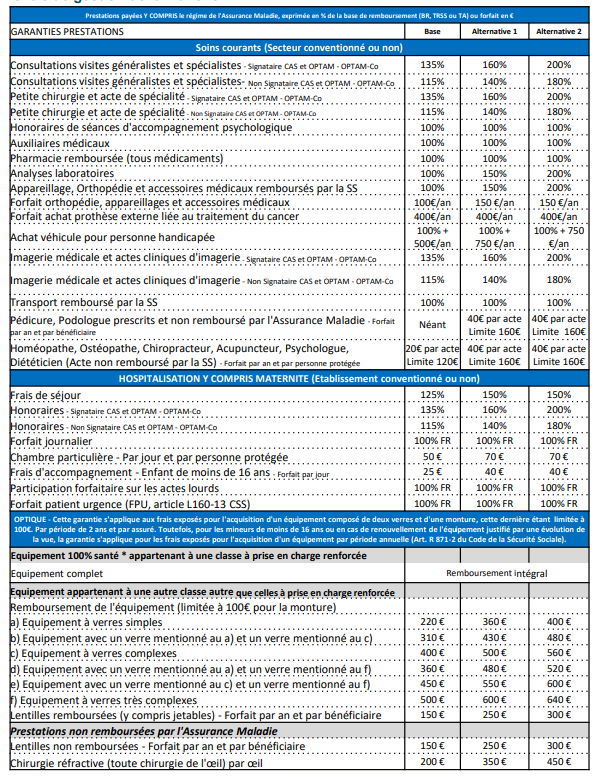 Prestations payées Y COMPRIS le régime de l'Assurance Maladie, exprimée en % de la base de remboursement (BR, TRSS ou TA) ou forfait en €
GARANTIES PRESTATIONS Base Alternative 1 Alternative 2
Soins courants (Secteur conventionné ou non)
Consultations visites généralistes et spécialistes - Signataire CAS et OPTAM - OPTAM-Co 135% 160% 200%
Consultations visites généralistes et spécialistes- Non Signataire CAS et OPTAM - OPTAM-Co 115% 140% 180%
Petite chirurgie et acte de spécialité - Signataire CAS et OPTAM - OPTAM-Co 135% 160% 200%
Petite chirurgie et acte de spécialité - Non Signataire CAS et OPTAM - OPTAM-Co 115% 140% 180%
Honoraires de séances d'accompagnement psychologique 100% 100% 100%
Auxiliaires médicaux 100% 100% 100%
Pharmacie remboursée (tous médicaments) 100% 100% 100%
Analyses laboratoires 100% 150% 200%
Appareillage, Orthopédie et accessoires médicaux remboursés par la SS 100% 150% 200%
Forfait orthopédie, appareillages et accessoires médicaux 100€/an 150 €/an 150 €/an
Forfait achat prothèse externe liée au traitement du cancer 400€/an 400€/an 400€/an
Achat véhicule pour personne handicapée 100% + 500€/an 100% + 750 €/an 100% + 750 €/an
Imagerie médicale et actes cliniques d'imagerie - Signataire CAS et OPTAM - OPTAM-Co 135% 160% 200%
Imagerie médicale et actes cliniques d'imagerie - Non Signataire CAS et OPTAM - OPTAM-Co 115% 140% 180%
Transport remboursé par la SS 100% 100% 100%
Pédicure, Podologue prescrits et non remboursé par l'Assurance Maladie - Forfait Néant 40€ par acte 40€ par acte
par an et par bénéficiaire Limite 160€ Limite 160€
Homéopathe, Ostéopathe, Chiropracteur, Acupuncteur, Psychologue, 20€ par acte 40€ par acte 40€ par acte
Diététicien (Acte non remboursé par la SS) - Forfait par an et par personne protégée Limite 120€ Limite 160€ Limite 160€
HOSPITALISATION Y COMPRIS MATERNITE (Etablissement conventionné ou non)
Frais de séjour 125% 150% 150%
Honoraires - Signataire CAS et OPTAM - OPTAM-Co 135% 160% 200%
Honoraires - Non Signataire CAS et OPTAM - OPTAM-Co 115% 140% 180%
Forfait journalier 100% FR 100% FR 100% FR
Chambre particulière - Par jour et par personne protégée 50 € 70 € 70 €
Frais d'accompagnement - Enfant de moins de 16 ans - Forfait par jour 25 € 40 € 40 €
Participation forfaitaire sur les actes lourds 100% FR 100% FR 100% FR
Forfait patient urgence (FPU, article L160-13 CSS) 100% FR 100% FR 100% FR
OPTIQUE - Cette garantie s'applique aux frais exposés pour l'acquisition d'un équipement composé de deux verres et d'une monture, cette dernière étant limitée à
100€. Par période de 2 ans et par assuré. Toutefois, pour les mineurs de moins de 16 ans ou en cas de renouvellement de l'équipement justifié par une évolution de
la vue, la garantie s'applique pour les frais exposés pour l'acquisition d'un équipement par période annuelle (Art. R 871-2 du Code de la Sécurité Sociale).
Equipement 100% santé * appartenant à une classe à prise en charge renforcée
Equipement complet Remboursement intégral
Equipement appartenant à une autre classe autre que celles à prise en charge renforcée
Remboursement de l'équipement (limitée à 100€ pour la monture)
a) Equipement à verres simples 220 € 360 € 400 €
b) Equipement avec un verre mentionné au a) et un verre mentionné au c) 310 € 430 € 480 €
c) Equipement à verres complexes 400 € 500 € 560 €
d) Equipement avec un verre mentionné au a) et un verre mentionné au f) 360 € 480 € 520 €
e) Equipement avec un verre mentionné au c) et un verre mentionné au f) 450 € 550 € 600 €
f) Equipement à verres très complexes 500 € 600 € 640 €
Lentilles remboursées (y compris jetables) - Forfait par an et par bénéficiaire 150 € 250 € 300 €
Prestations non remboursées par l'Assurance Maladie
Lentilles non remboursées - Forfait par an et par bénéficiaire 150 € 250 € 300 €
Chirurgie réfractive (toute chirurgie de l'œil) par œil 200 € 350 € 450 €